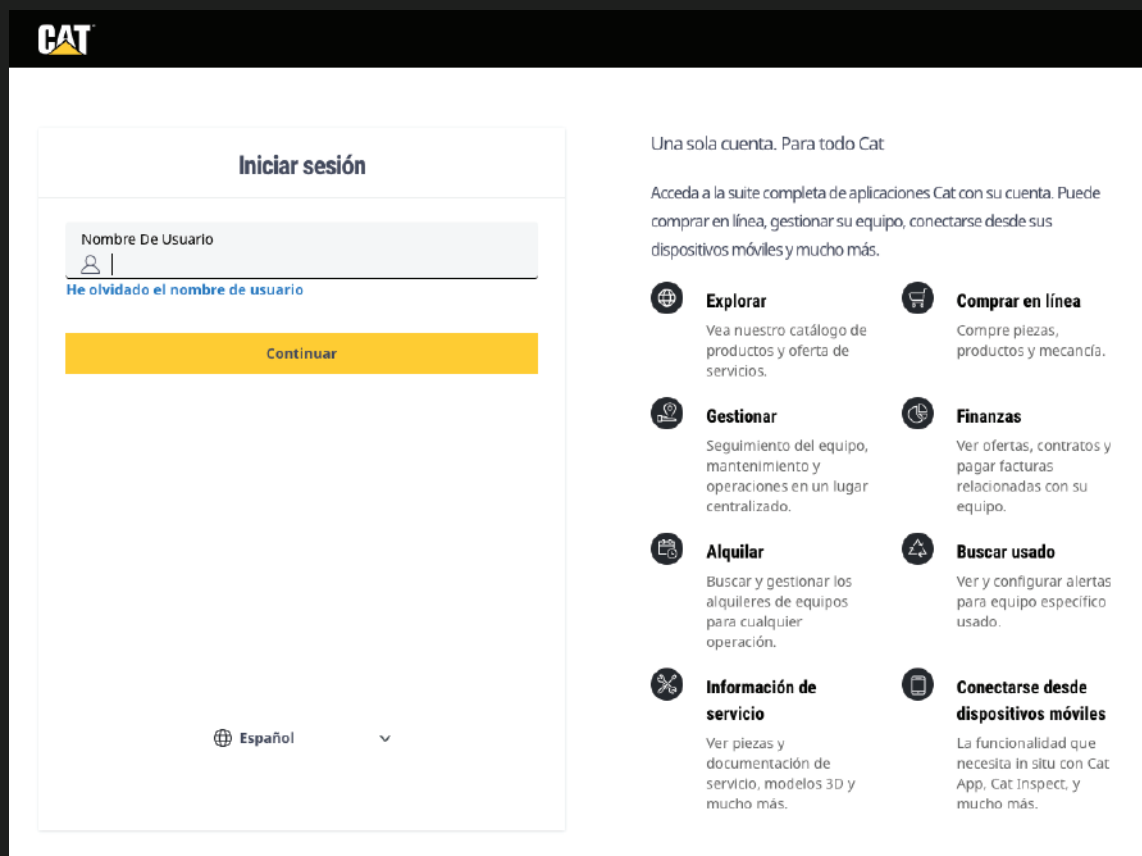 CAT
Iniciar sesión
Nombre De Usuario
He olvidado el nombre de usuario
Continuar
Español
Una sola cuenta. Para todo Cat
Acceda a la suite completa de aplicaciones Cat con su cuenta. Puede
comprar en línea, gestionar su equipo, conectarse desde sus
dispositivos móviles y mucho más.
Explorar
Vea nuestro catálogo de
productos y oferta de
servicios.
Comprar en línea
Compre piezas,
productos y mecancía.
Gestionar
Seguimiento del equipo,
mantenimiento y
operaciones en un lugar
centralizado.
Finanzas
Ver ofertas, contratos y
pagar facturas
relacionadas con su
equipo.
Alquilar
Buscar y gestionar los
alquileres de equipos
para cualquier
operación.
Buscar usado
Ver y configurar alertas
para equipo específico
usado.
Información de
servicio
Ver piezas y
documentación de
servicio, modelos 3D y
mucho más.
Conectarse desde
dispositivos móviles
La funcionalidad que
necesita in situ con Cat
App, Cat Inspect, y
mucho más.